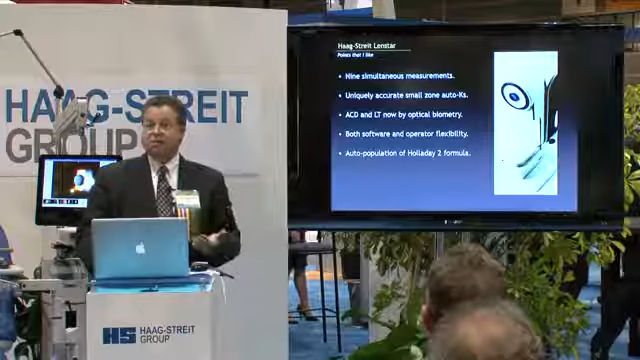 HAAG-STREIT
GROUP
Haag-Streit Lenstar
Points that I like
• Nine simultaneous measurements.
• Uniquely accurate small zone auto-Ks.
• ACD and LT now by optical biometry.
• Both software and operator flexibility.
• Auto-population of Holladay 2 formula.
HS HAAG-STREIT
GROUP